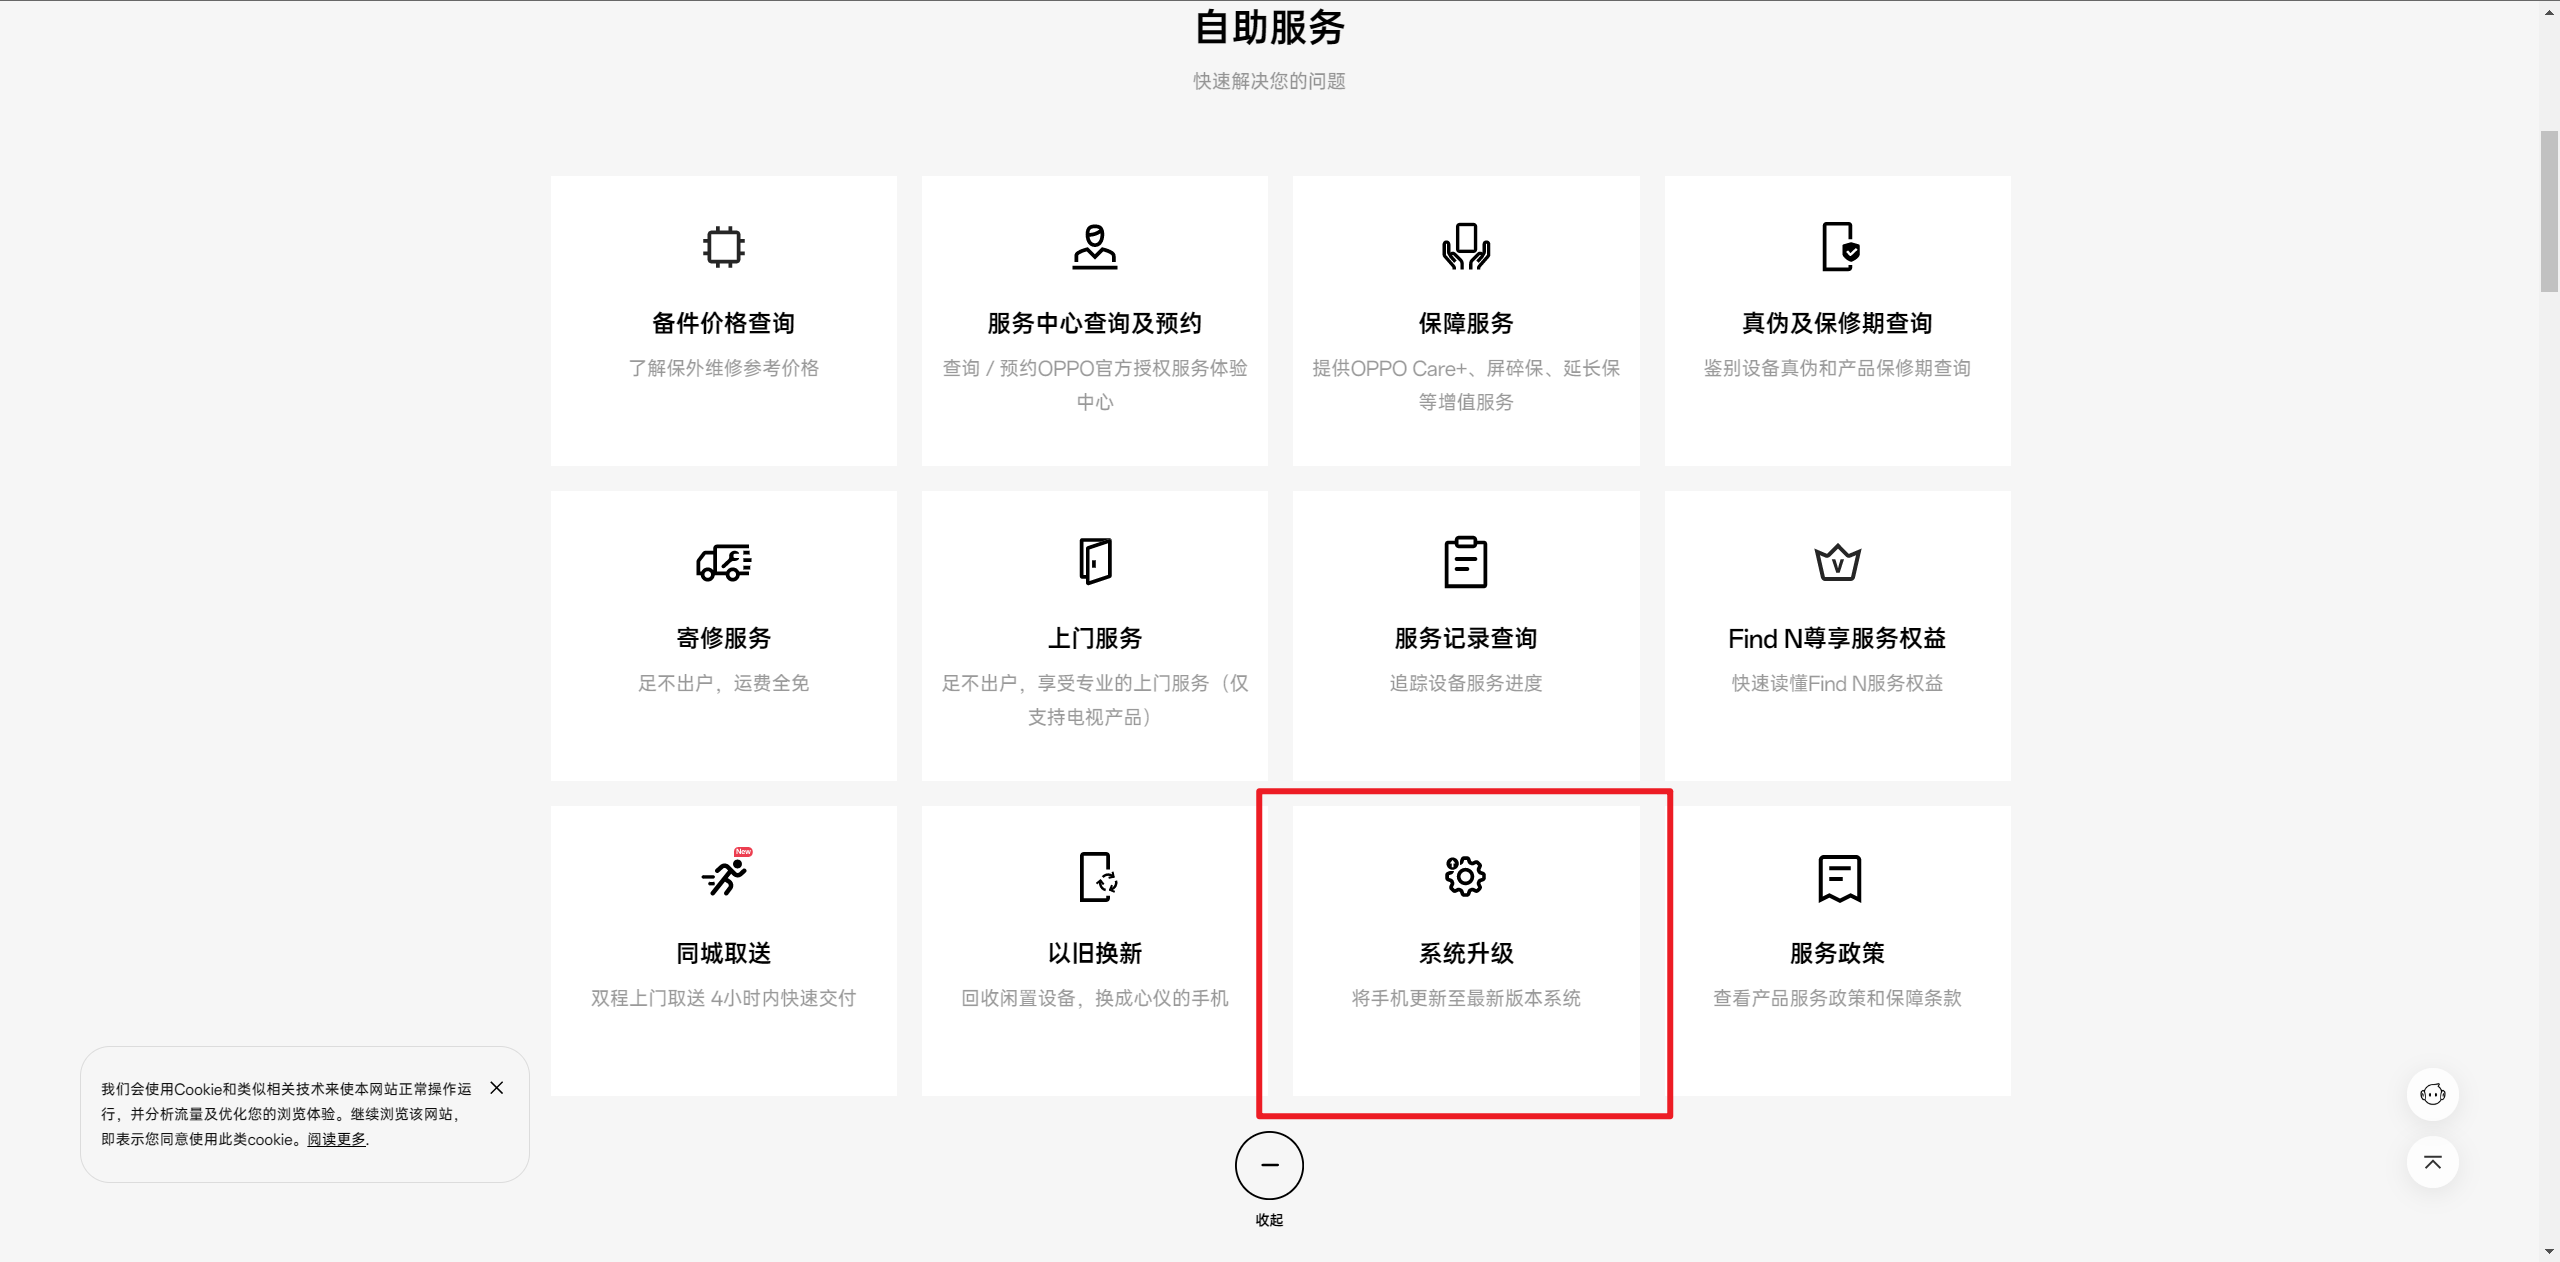 自助服务
快速解决您的问题
备件价格查询
了解保外维修参考价格
服务中心查询及预约
查询 / 预约OPPO官方授权服务体验
中心
保障服务
提供OPPO Care+、屏碎保、延长保
等增值服务
真伪及保修期查询
鉴别设备真伪和产品保修期查询
寄修服务
足不出户，运费全免
上门服务
足不出户，享受专业的上门服务（仅
支持电视产品）
服务记录查询
追踪设备服务进度
V
Find N尊享服务权益
快速读懂Find N服务权益
New
同城取送
双程上门取送 4小时内快速交付
以旧换新
回收闲置设备，换成心仪的手机
系统升级
将手机更新至最新版本系统
服务政策
查看产品服务政策和保障条款
我们会使用Cookie和类似相关技术来使本网站正常操作运
行，并分析流量及优化您的浏览体验。继续浏览该网站，
即表示您同意使用此类cookie。阅读更多.
收起